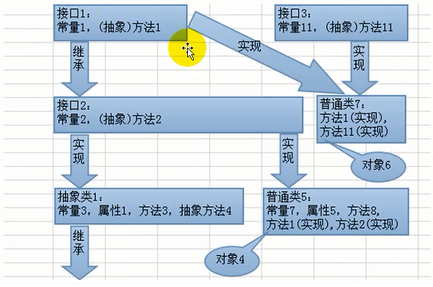 接口1:
常量1, (抽象)方法1
接口3:
常量11, (抽象)方法11
继承
实现
实现
接口2:
常量2, (抽象)方法2
普通类7:
方法1(实现),
方法11(实现)
实现
实现
对象6
抽象类1:
常量3, 属性1, 方法3, 抽象方法4
普通类5:
常量7, 属性5, 方法8,
方法1(实现),方法2(实现)
继承
对象4